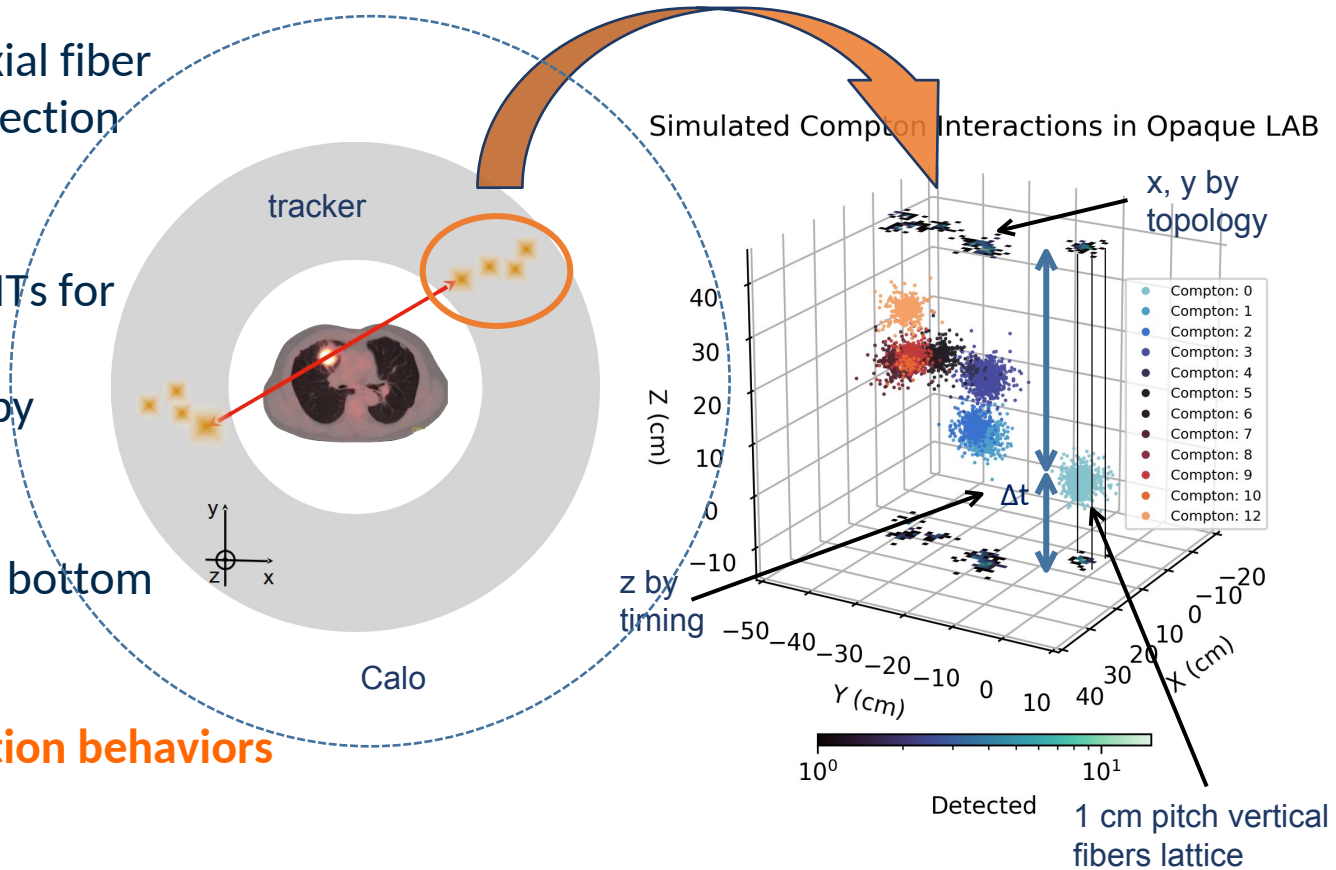 xial fiber
ection
ITs for
by
bottom
tion behaviors
tracker
Calo
y
z
x
Simulated Compton Interactions in Opaque LAB
x, y by
topology
Compton: 0
Compton: 1
Compton: 2
Compton: 3
Compton: 4
Compton: 5
Compton: 6
Compton: 7
Compton: 8
Compton: 9
Compton: 10
Compton: 12
Z (cm)
40
30
20
10
0
−10
Δt
z by
timing
−50
−40
−30
−20
−10
0
10
Y (cm)
40
30
20
10
0
−10
−20
X (cm)
10⁰
10¹
Detected
1 cm pitch vertical
fibers lattice